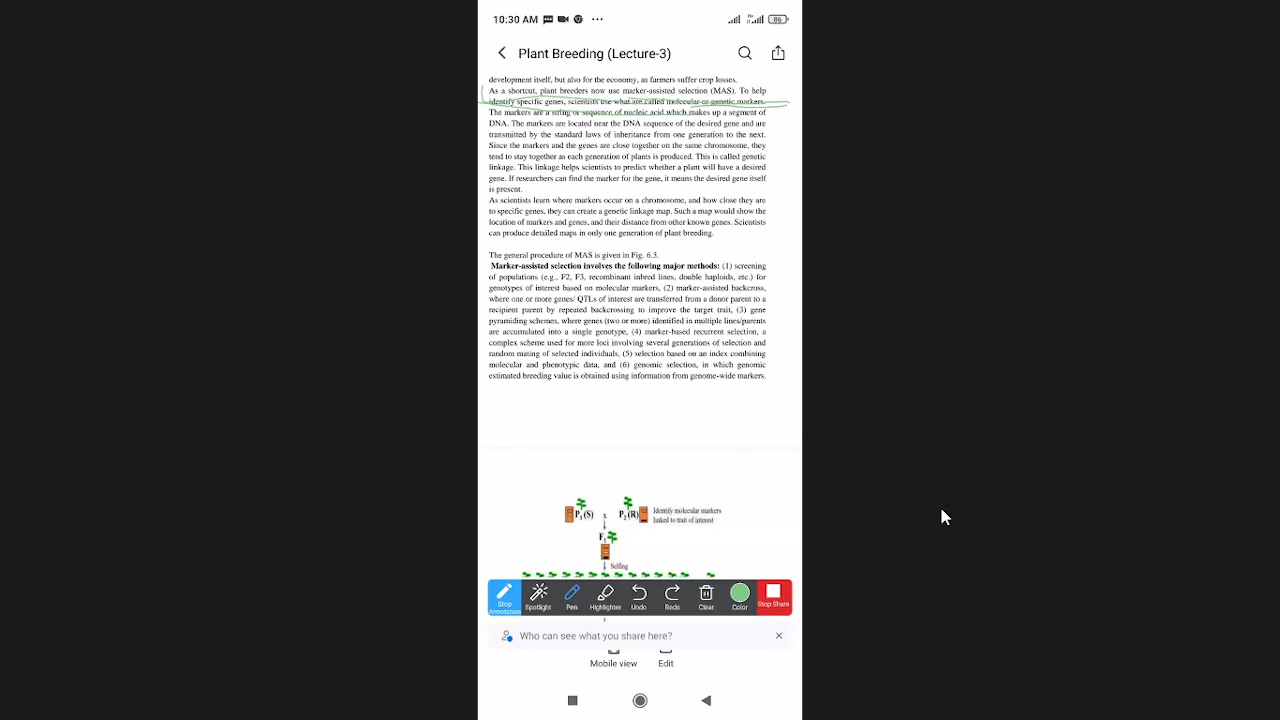 10:30 AM ... 86
Plant Breeding (Lecture-3)
development itself, but also for the economy, as farmers suffer crop losses.
As a shortcut, plant breeders now use marker-assisted selection (MAS). To help
identify specific genes, scientists use what are called molecular or genetic markers.
The markers are a string or sequence of nucleic acid which makes up a segment of
DNA. The markers are located near the DNA sequence of the desired gene and are
transmitted by the standard laws of inheritance from one generation to the next.
Since the markers and the genes are close together on the same chromosome, they
tend to stay together as each generation of plants is produced. This is called genetic
linkage. This linkage helps scientists to predict whether a plant will have a desired
gene. If researchers can find the marker for the gene, it means the desired gene itself
is present.
As scientists learn where markers occur on a chromosome, and how close they are
to specific genes, they can create a genetic linkage map. Such a map would show the
location of markers and genes, and their distance from other known genes. Scientists
can produce detailed maps in only one generation of plant breeding.
The general procedure of MAS is given in Fig. 6.3.
Marker-assisted selection involves the following major methods: (1) screening
of populations (e.g., F2, F3, recombinant inbred lines, double haploids, etc.) for
genotypes of interest based on molecular markers, (2) marker-assisted backcross,
where one or more genes/ QTLs of interest are transferred from a donor parent to a
recipient parent by repeated backcrossing to improve the target trait, (3) gene
pyramiding schemes, where genes (two or more) identified in multiple lines/parents
are accumulated into a single genotype, (4) marker-based recurrent selection, a
complex scheme used for more loci involving several generations of selection and
random mating of selected individuals, (5) selection based on an index combining
molecular and phenotypic data, and (6) genomic selection, in which genomic
estimated breeding value is obtained using information from genome-wide markers.
P1(S) x P2(R) Identify molecular markers
linked to trait of interest
F1
Selfing
Stop Annotation Spotlight Pen Highlighter Undo Redo Clear Color Stop Share
Who can see what you share here?
Mobile view Edit